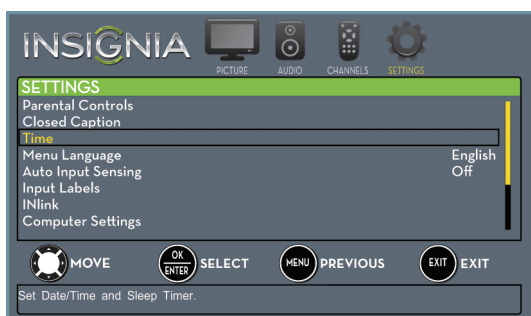 INSIGNIA
PICTURE AUDIO CHANNELS SETTINGS
SETTINGS
Parental Controls
Closed Caption
Time
Menu Language English
Auto Input Sensing Off
Input Labels
INlink
Computer Settings
MOVE OK ENTER SELECT MENU PREVIOUS EXIT EXIT
Set Date/Time and Sleep Timer.